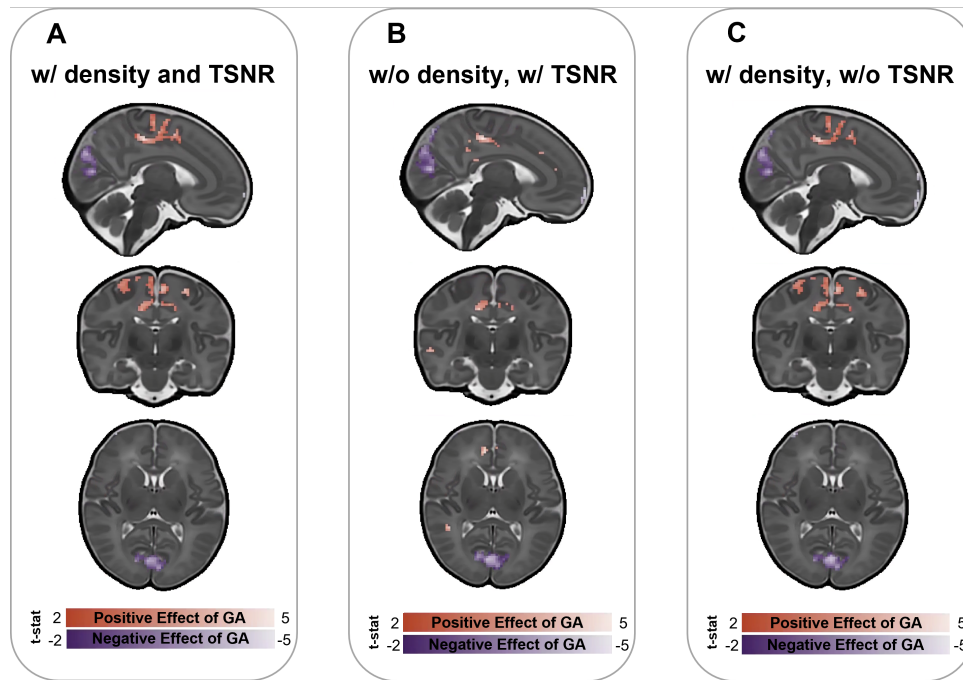 A
w/ density and TSNR
t-stat
2 Positive Effect of GA 5
-2 Negative Effect of GA -5
B
w/o density, w/ TSNR
t-stat
2 Positive Effect of GA 5
-2 Negative Effect of GA -5
C
w/ density, w/o TSNR
t-stat
2 Positive Effect of GA 5
-2 Negative Effect of GA -5